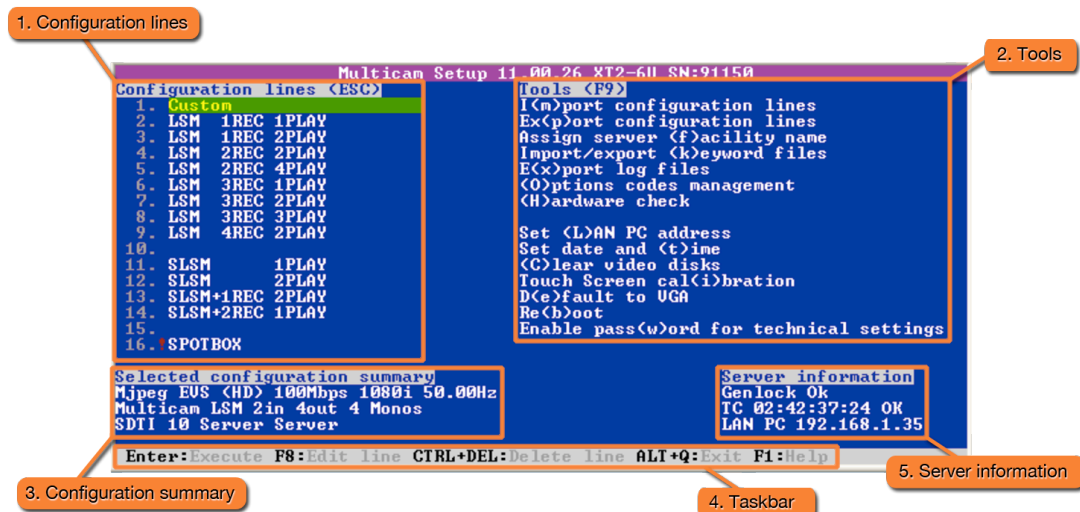 1. Configuration lines
2. Tools
Multicam Setup 11.00.26 XT2-6U SN:91150
Configuration lines (ESC)
1. Custom
2. LSM 1REC 1PLAY
3. LSM 1REC 2PLAY
4. LSM 2REC 2PLAY
5. LSM 2REC 4PLAY
6. LSM 3REC 1PLAY
7. LSM 3REC 2PLAY
8. LSM 3REC 3PLAY
9. LSM 4REC 2PLAY
10.
11. SLSM 1PLAY
12. SLSM 2PLAY
13. SLSM+1REC 2PLAY
14. SLSM+2REC 1PLAY
15.
16.!SPOTBOX
Tools (F9)
I(m)port configuration lines
Ex(p)ort configuration lines
Assign server (f)acility name
Import/export (k)eyword files
E(x)port log files
(O)ptions codes management
(H)ardware check
Set (L)AN PC address
Set date and (t)ime
(C)lear video disks
Touch Screen cal(i)bration
D(e)fault to VGA
Re(b)oot
Enable pass(w)ord for technical settings
Selected configuration summary
Mjpeg EVS (HD) 100Mbps 1080i 50.00Hz
Multicam LSM 2in 4out 4 Monos
SDTI 10 Server Server
Server information
Genlock Ok
TC 02:42:37:24 OK
LAN PC 192.168.1.35
Enter:Execute F8:Edit line CTRL+DEL:Delete line ALT+Q:Exit F1:Help
3. Configuration summary
4. Taskbar
5. Server information